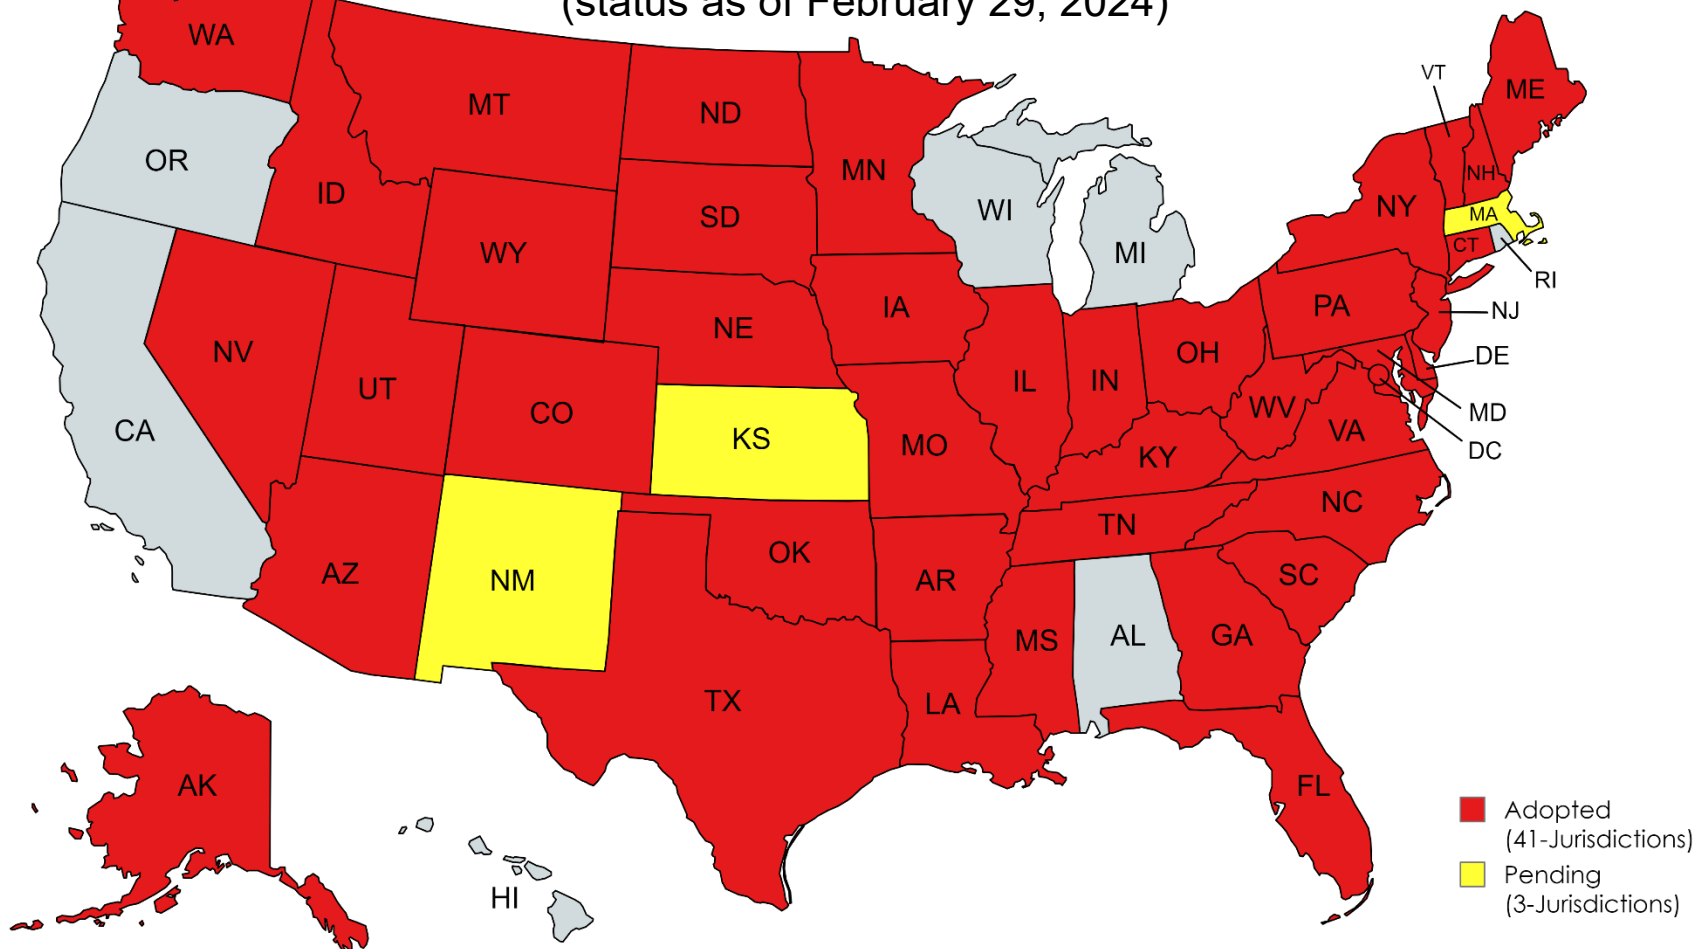 (status as of February 29, 2024)
WA
MT
ND
MN
OR
ID
SD
WY
WI
MI
VT
ME
NH
NY
MA
CT
RI
NV
UT
CO
NE
IA
IL
IN
OH
PA
NJ
DE
MD
DC
CA
KS
MO
KY
WV
VA
AZ
NM
OK
AR
TN
NC
SC
MS
AL
GA
TX
LA
FL
AK
HI
Adopted
(41-Jurisdictions)
Pending
(3-Jurisdictions)